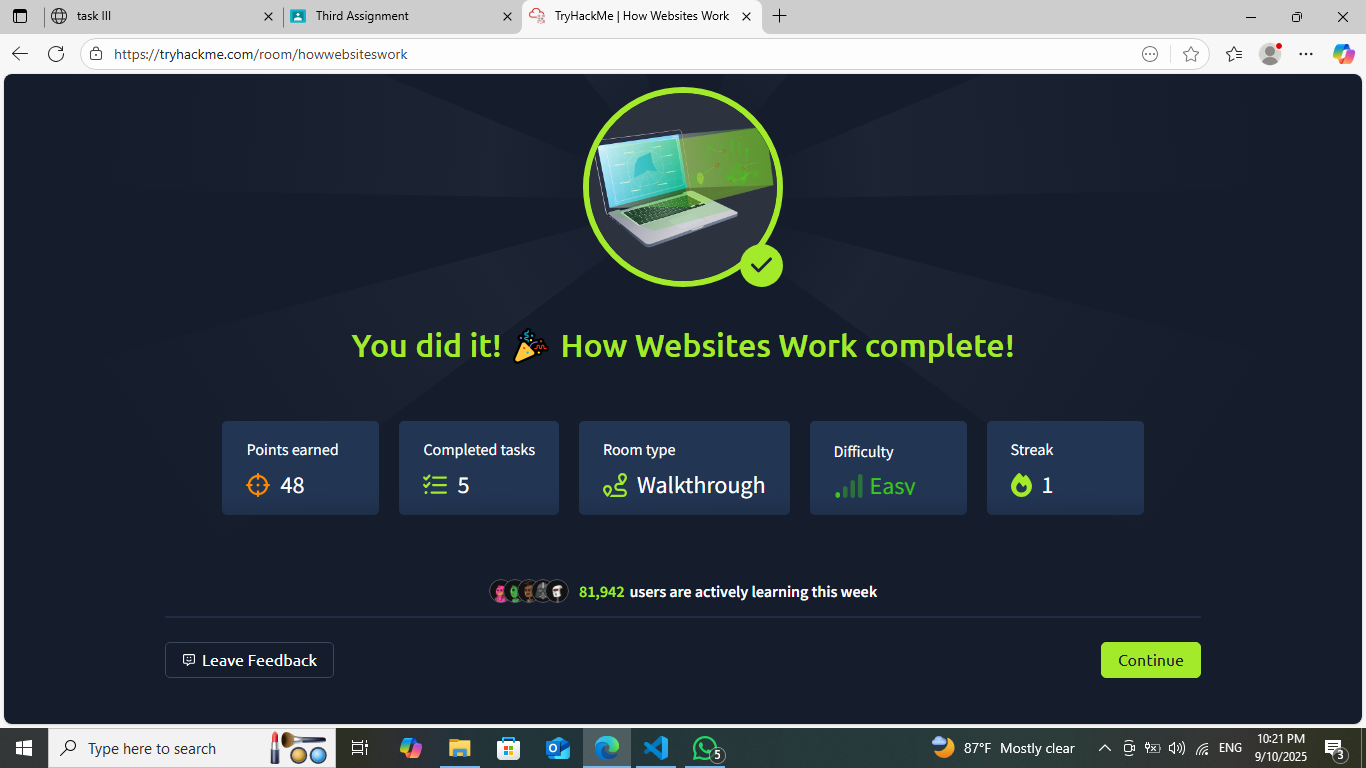 task III
Third Assignment
TryHackMe | How Websites Work
https://tryhackme.com/room/howwebsiteswork
You did it! 🎉 How Websites Work complete!
Points earned
48
Completed tasks
5
Room type
Walkthrough
Difficulty
Easy
Streak
1
81,942 users are actively learning this week
Leave Feedback
Continue
Type here to search
5
87°F Mostly clear
ENG
10:21 PM
9/10/2025
3